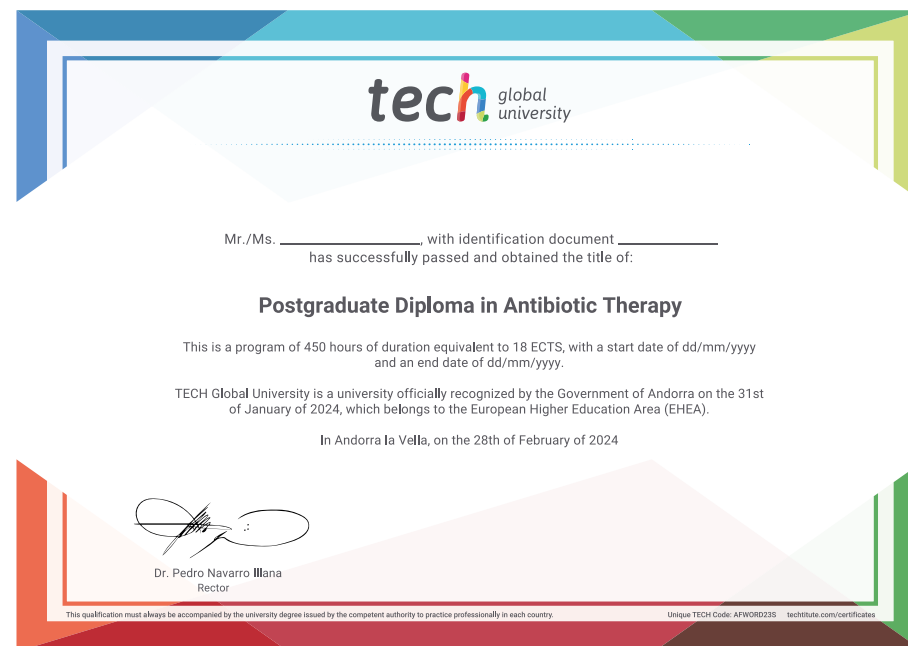 tech global
university
Mr./Ms. ____________________, with identification document ______________
has successfully passed and obtained the title of:
Postgraduate Diploma in Antibiotic Therapy
This is a program of 450 hours of duration equivalent to 18 ECTS, with a start date of dd/mm/yyyy
and an end date of dd/mm/yyyy.
TECH Global University is a university officially recognized by the Government of Andorra on the 31st
of January of 2024, which belongs to the European Higher Education Area (EHEA).
In Andorra la Vella, on the 28th of February of 2024
Dr. Pedro Navarro Illana
Rector
This qualification must always be accompanied by the university degree issued by the competent authority to practice professionally in each country. Unique TECH Code: AFWORD23S techtitute.com/certificates